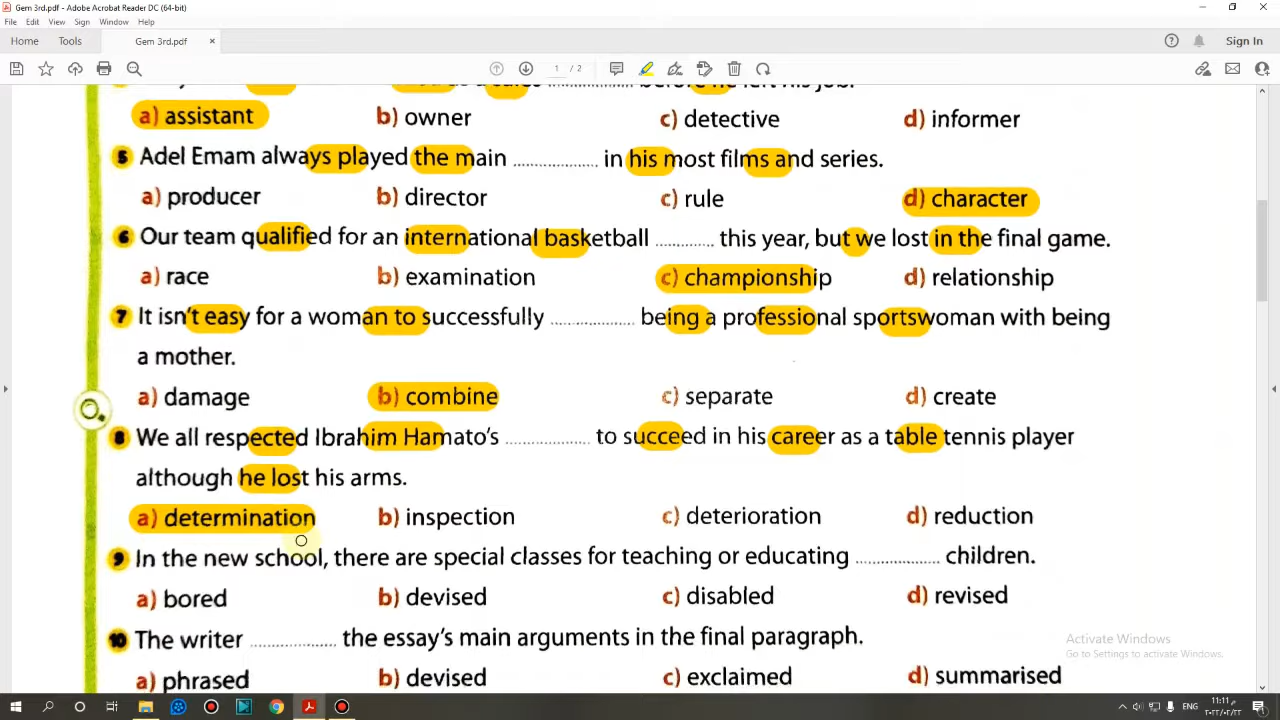 Gem 3rd.pdf - Adobe Acrobat Reader DC (64-bit)
File Edit View Sign Window Help
Home Tools Gem 3rd.pdf × Sign In
1 / 2
before he left his job.
a) assistant b) owner c) detective d) informer
5 Adel Emam always played the main .................. in his most films and series.
a) producer b) director c) rule d) character
6 Our team qualified for an international basketball ............ this year, but we lost in the final game.
a) race b) examination c) championship d) relationship
7 It isn't easy for a woman to successfully .................. being a professional sportswoman with being
a mother.
a) damage b) combine c) separate d) create
8 We all respected Ibrahim Hamato's .................. to succeed in his career as a table tennis player
although he lost his arms.
a) determination b) inspection c) deterioration d) reduction
9 In the new school, there are special classes for teaching or educating .................. children.
a) bored b) devised c) disabled d) revised
10 The writer .................. the essay's main arguments in the final paragraph.
a) phrased b) devised c) exclaimed d) summarised
Activate Windows
Go to Settings to activate Windows.
ENG 11:11